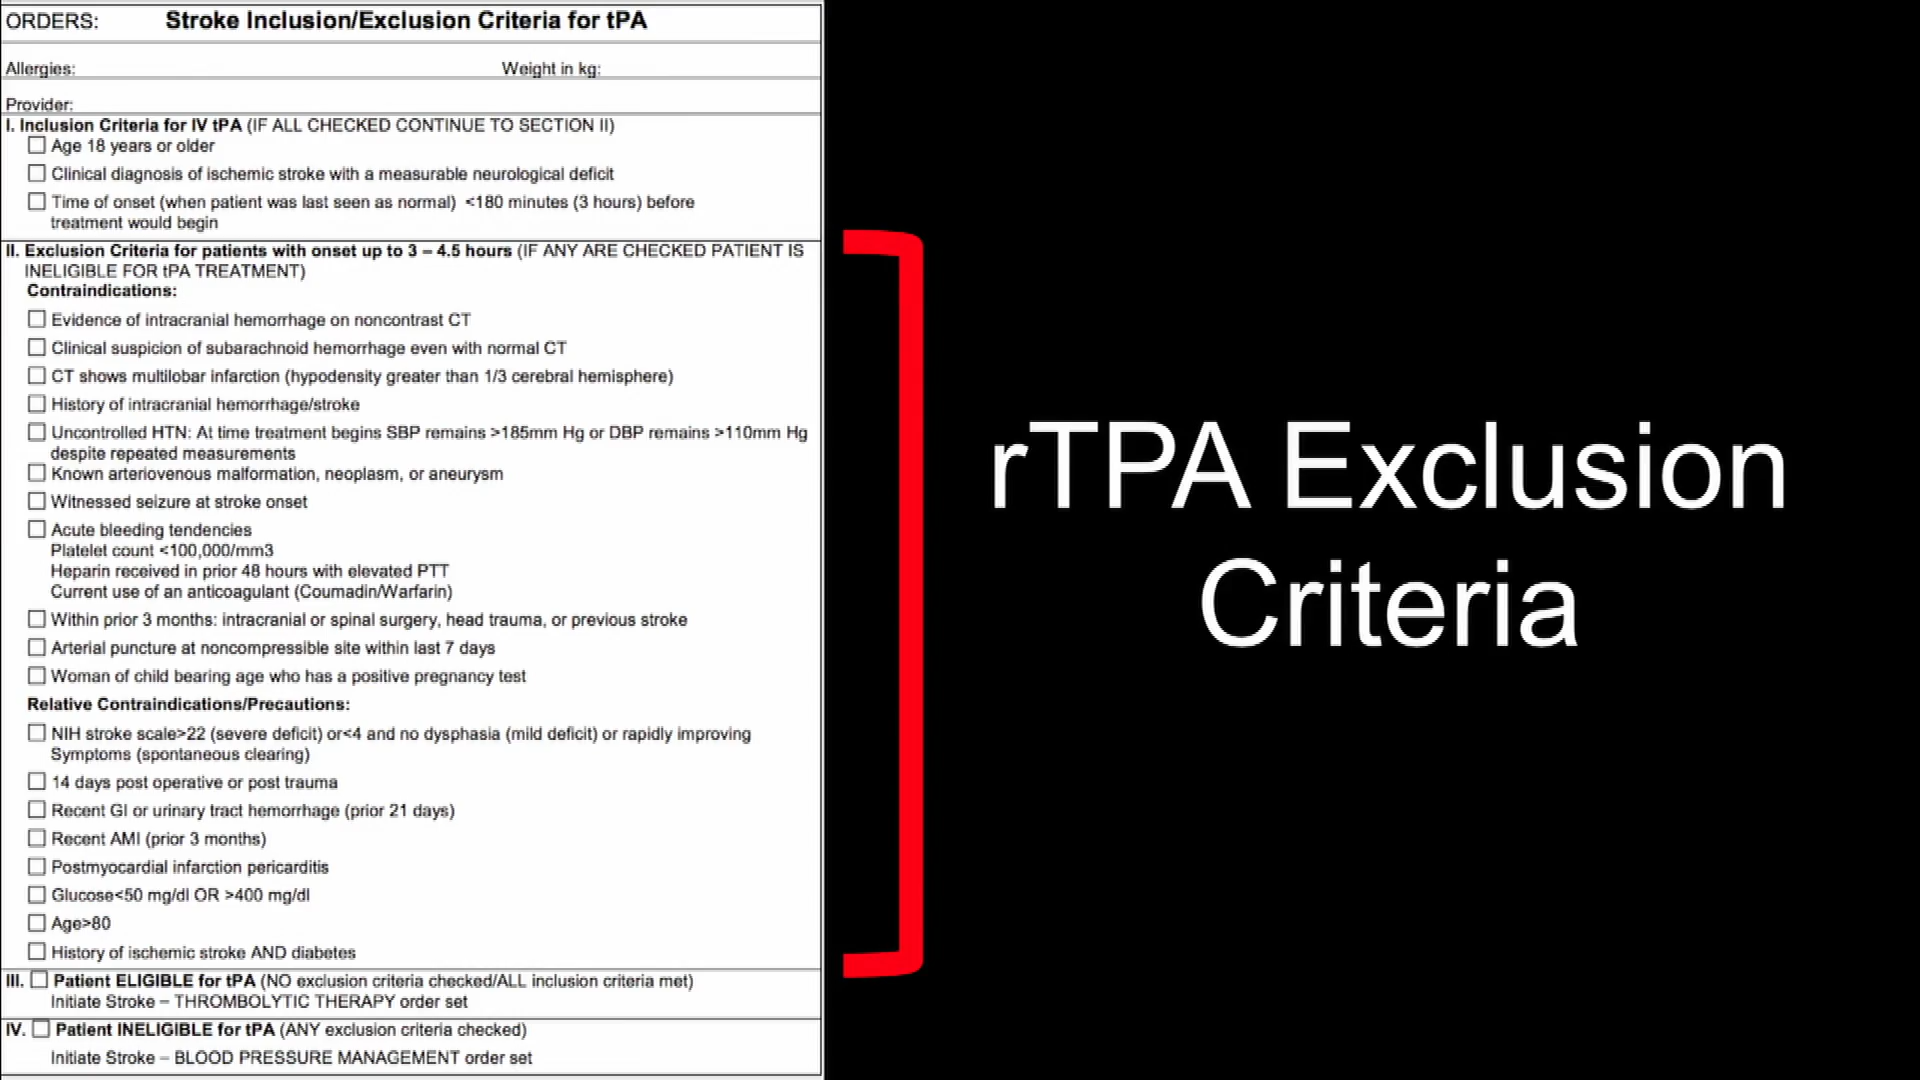 ORDERS: Stroke Inclusion/Exclusion Criteria for tPA
Allergies: Weight in kg:
Provider:
I. Inclusion Criteria for IV tPA (IF ALL CHECKED CONTINUE TO SECTION II)
Age 18 years or older
Clinical diagnosis of ischemic stroke with a measurable neurological deficit
Time of onset (when patient was last seen as normal) <180 minutes (3 hours) before
treatment would begin
II. Exclusion Criteria for patients with onset up to 3 – 4.5 hours (IF ANY ARE CHECKED PATIENT IS
INELIGIBLE FOR tPA TREATMENT)
Contraindications:
Evidence of intracranial hemorrhage on noncontrast CT
Clinical suspicion of subarachnoid hemorrhage even with normal CT
CT shows multilobar infarction (hypodensity greater than 1/3 cerebral hemisphere)
History of intracranial hemorrhage/stroke
Uncontrolled HTN: At time treatment begins SBP remains >185mm Hg or DBP remains >110mm Hg
despite repeated measurements
Known arteriovenous malformation, neoplasm, or aneurysm
Witnessed seizure at stroke onset
Acute bleeding tendencies
Platelet count <100,000/mm3
Heparin received in prior 48 hours with elevated PTT
Current use of an anticoagulant (Coumadin/Warfarin)
Within prior 3 months: intracranial or spinal surgery, head trauma, or previous stroke
Arterial puncture at noncompressible site within last 7 days
Woman of child bearing age who has a positive pregnancy test
Relative Contraindications/Precautions:
NIH stroke scale>22 (severe deficit) or<4 and no dysphasia (mild deficit) or rapidly improving
Symptoms (spontaneous clearing)
14 days post operative or post trauma
Recent GI or urinary tract hemorrhage (prior 21 days)
Recent AMI (prior 3 months)
Postmyocardial infarction pericarditis
Glucose<50 mg/dl OR >400 mg/dl
Age>80
History of ischemic stroke AND diabetes
III. Patient ELIGIBLE for tPA (NO exclusion criteria checked/ALL inclusion criteria met)
Initiate Stroke – THROMBOLYTIC THERAPY order set
IV. Patient INELIGIBLE for tPA (ANY exclusion criteria checked)
Initiate Stroke – BLOOD PRESSURE MANAGEMENT order set
rTPA Exclusion
Criteria